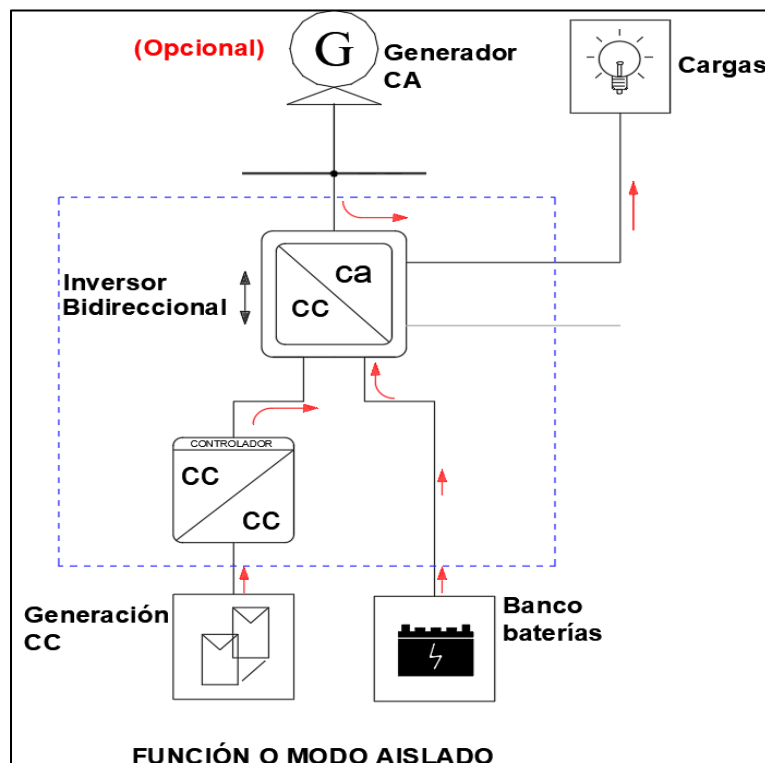 (Opcional)
G
Generador
CA
Cargas
Inversor
Bidireccional
ca
CC
CONTROLADOR
CC
CC
Generación
CC
Banco
baterías
FUNCIÓN O MODO AISLADO